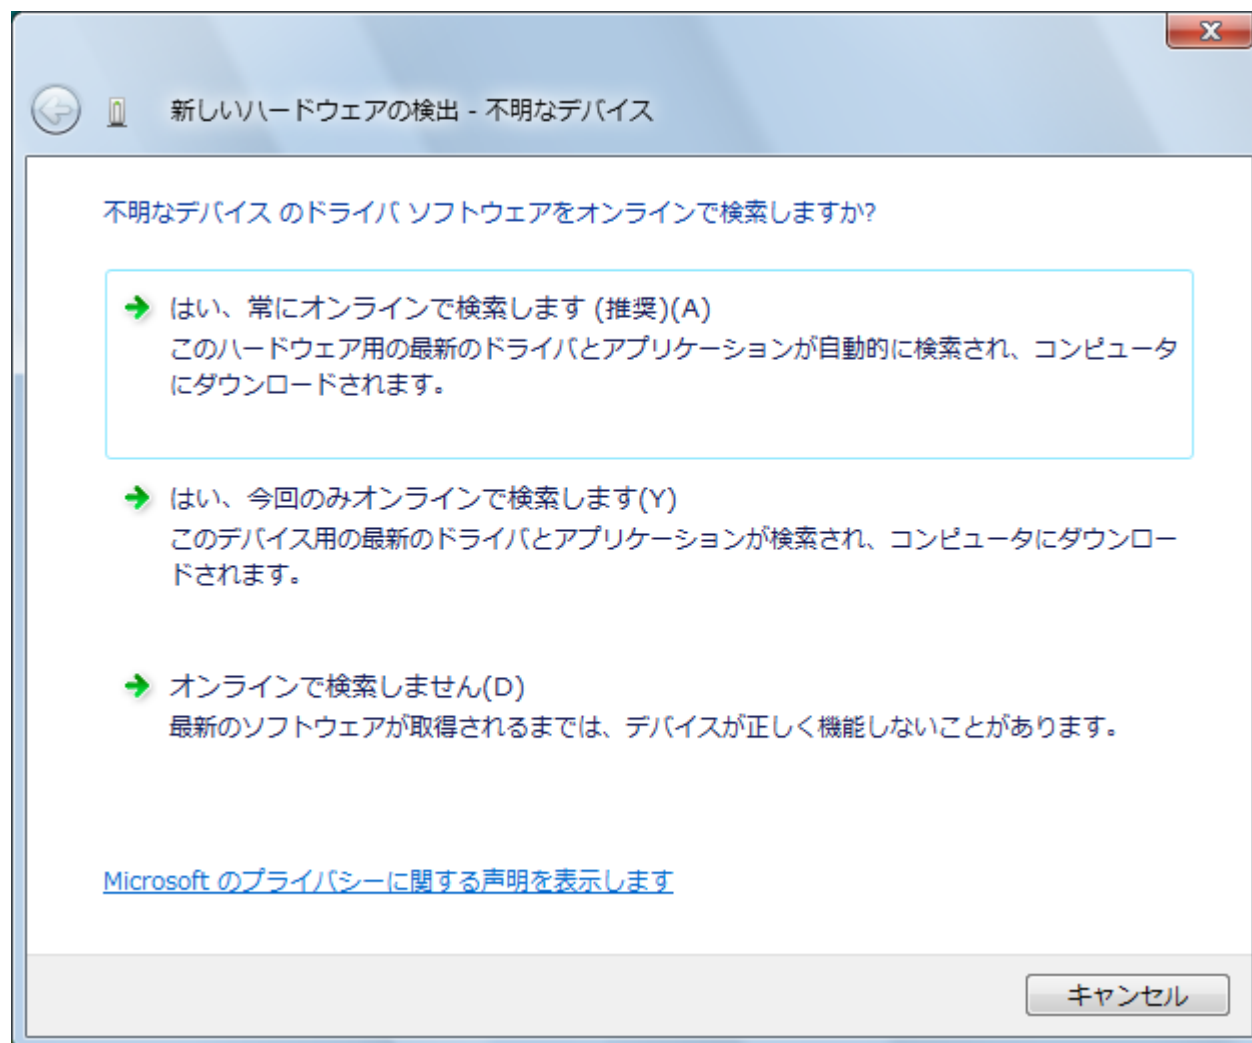 新しいハードウェアの検出 - 不明なデバイス
不明なデバイス のドライバ ソフトウェアをオンラインで検索しますか?
はい、常にオンラインで検索します (推奨)(A)
このハードウェア用の最新のドライバとアプリケーションが自動的に検索され、コンピュータ
にダウンロードされます。
はい、今回のみオンラインで検索します(Y)
このデバイス用の最新のドライバとアプリケーションが検索され、コンピュータにダウンロー
ドされます。
オンラインで検索しません(D)
最新のソフトウェアが取得されるまでは、デバイスが正しく機能しないことがあります。
Microsoft のプライバシーに関する声明を表示します
キャンセル